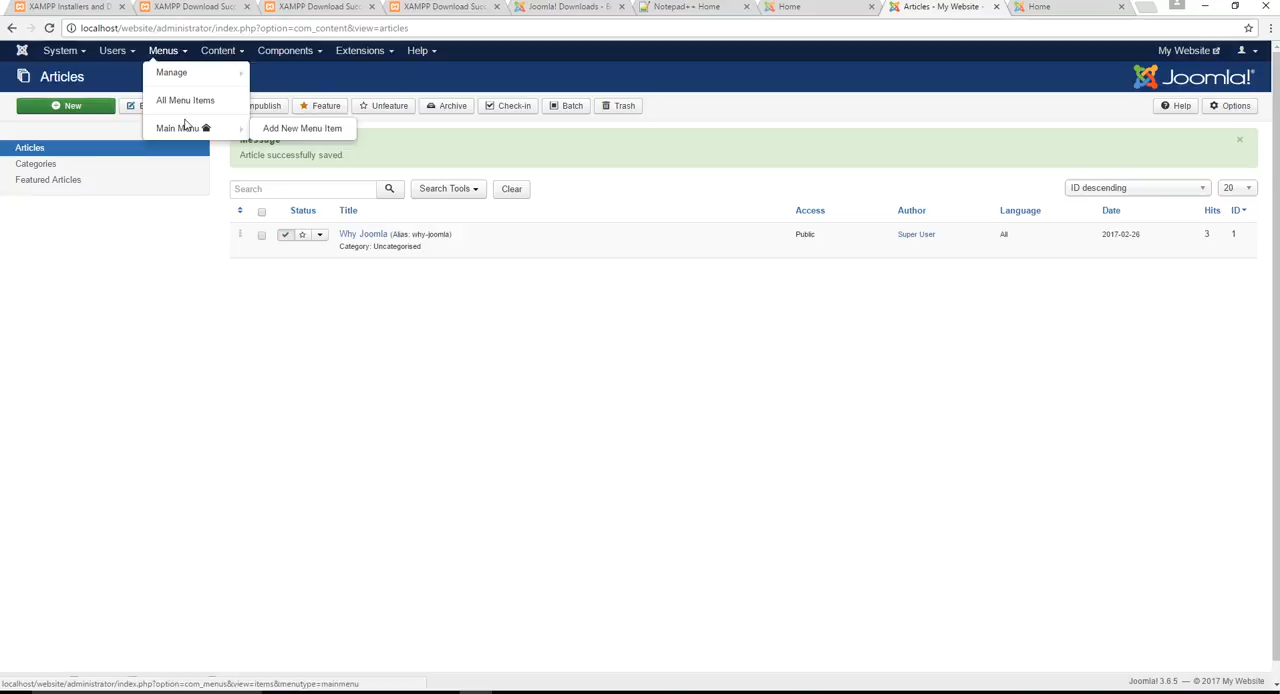 XAMPP Installers and D
XAMPP Download Succ
XAMPP Download Succ
XAMPP Download Succ
Joomla! Downloads - B
Notepad++ Home
Home
Articles - My Website -
Home
localhost/website/administrator/index.php?option=com_content&view=articles
System Users Menus Content Components Extensions Help
My Website
Articles
Joomla!
Manage
All Menu Items
Main Menu
Add New Menu Item
New
E
publish
Feature
Unfeature
Archive
Check-in
Batch
Trash
Help
Options
Articles
Categories
Featured Articles
Message
Article successfully saved.
Search
Search Tools
Clear
ID descending
20
Status Title Access Author Language Date Hits ID
Why Joomla (Alias: why-joomla) Public Super User All 2017-02-26 3 1
Category: Uncategorised
localhost/website/administrator/index.php?option=com_menus&view=items&menutype=mainmenu
Joomla! 3.6.5 — © 2017 My Website